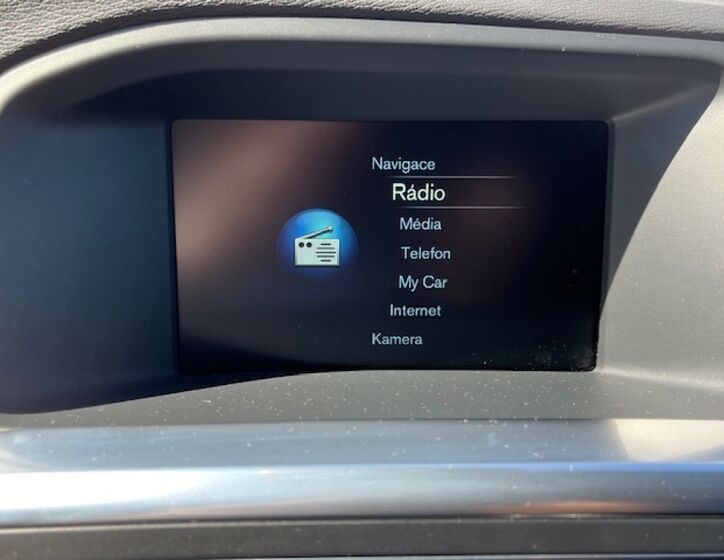 Navigace
Rádio
Média
Telefon
My Car
Internet
Kamera